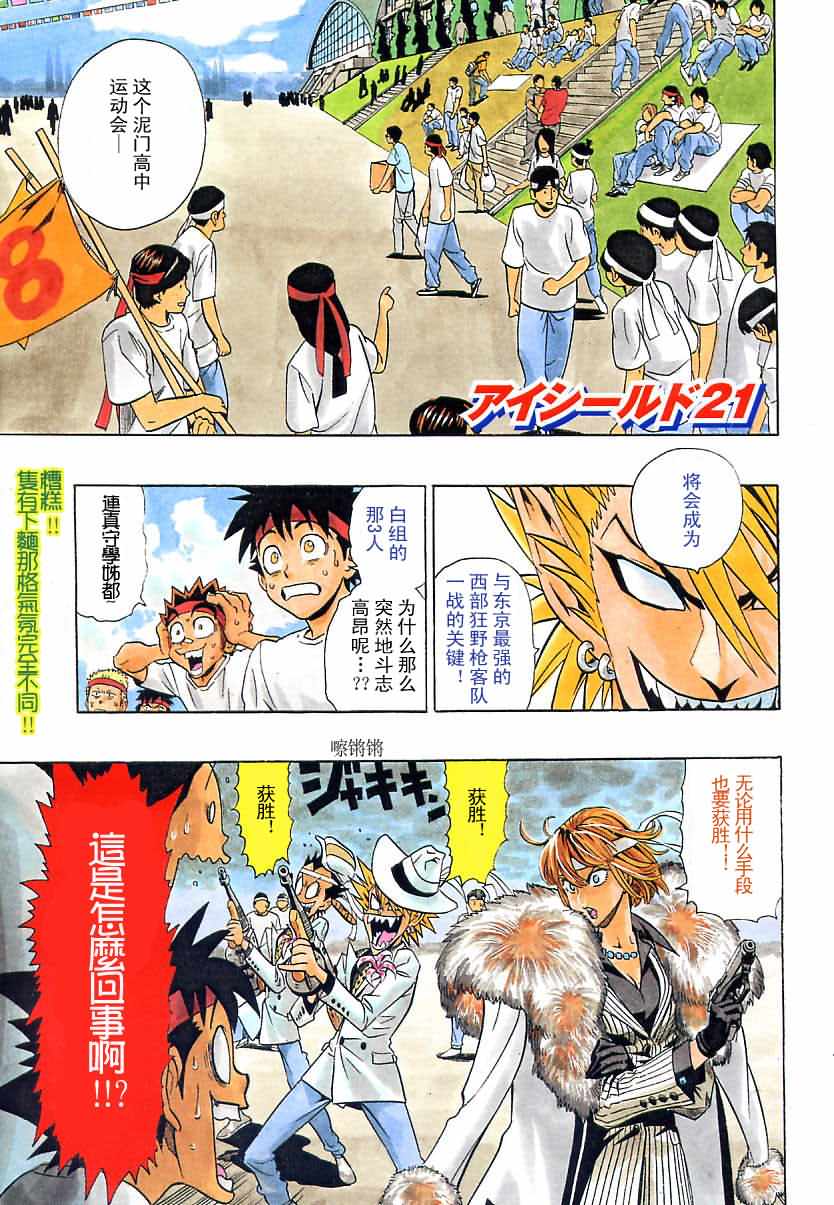 这个泥门高中
运动会—
8
アイシールド21
将会成为
与东京最强的
西部狂野枪客队
一战的关键！
白组的
那3人
为什么那么
突然地斗志
高昂呢…??
連真守學姊都~
糟糕!!
隻有下麵那格氣氛完全不同!!
嚓锵锵
ジャキキン
无论用什么手段
也要获胜!!
获胜！
获胜！
這是怎麼回事啊!!?